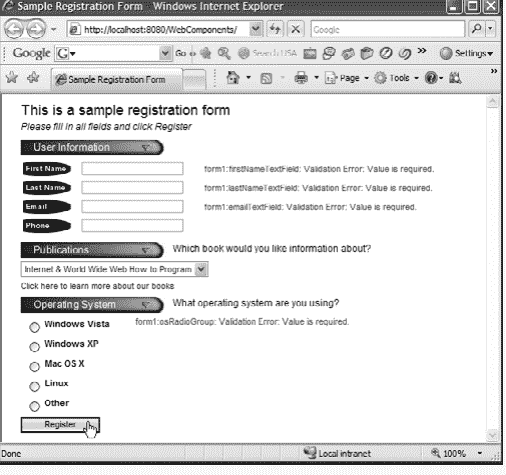 Sample Registration Form - Windows Internet Explorer
http://localhost:8080/WebComponents/
Google
Google G Go Search USA Settings
Sample Registration Form Page Tools
This is a sample registration form
Please fill in all fields and click Register
User Information
First Name form1:firstNameTextField: Validation Error: Value is required.
Last Name form1:lastNameTextField: Validation Error: Value is required.
Email form1:emailTextField: Validation Error: Value is required.
Phone
Publications Which book would you like information about?
Internet & World Wide Web How to Program
Click here to learn more about our books
Operating System What operating system are you using?
Windows Vista form1:osRadioGroup: Validation Error: Value is required.
Windows XP
Mac OS X
Linux
Other
Register
Done Local intranet 100%